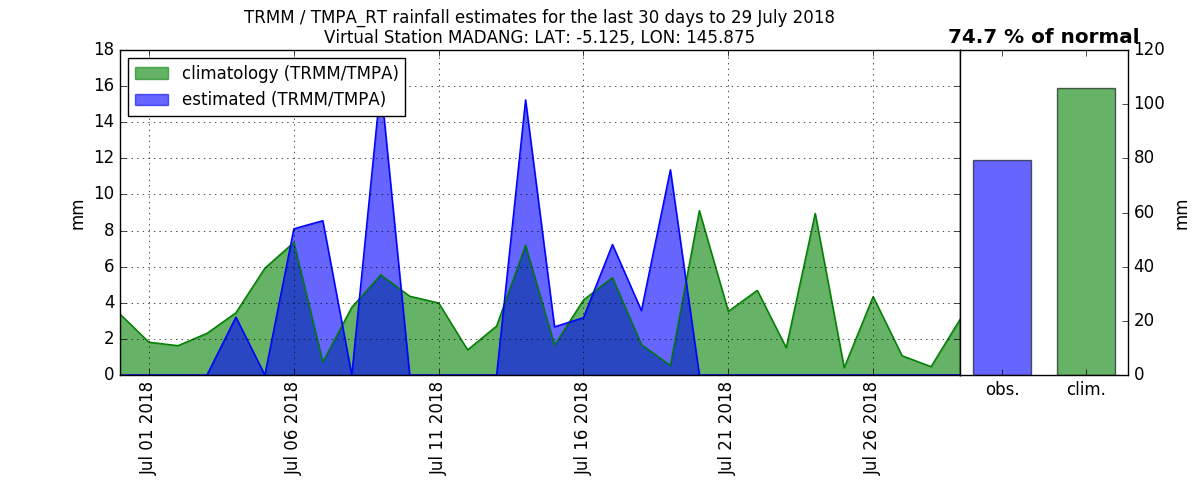 TRMM / TMPA_RT rainfall estimates for the last 30 days to 29 July 2018
Virtual Station MADANG: LAT: -5.125, LON: 145.875
74.7 % of normal
climatology (TRMM/TMPA)
estimated (TRMM/TMPA)
18
16
14
12
10
8
6
4
2
0
mm
Jul 01 2018
Jul 06 2018
Jul 11 2018
Jul 16 2018
Jul 21 2018
Jul 26 2018
120
100
80
60
40
20
0
mm
obs.
clim.